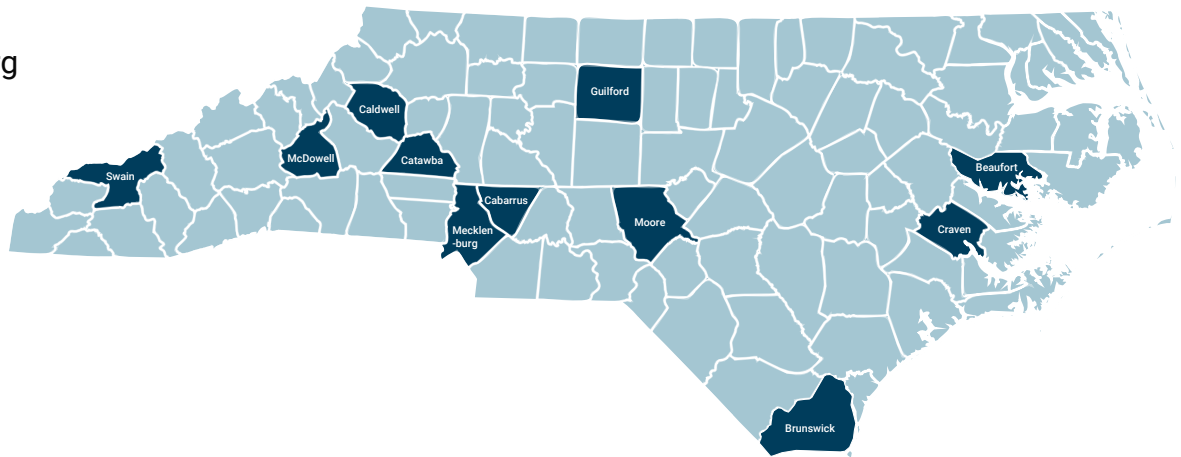 g
Guilford
Caldwell
McDowell
Catawba
Swain
Beaufort
Cabarrus
Moore
Mecklen
-burg
Craven
Brunswick